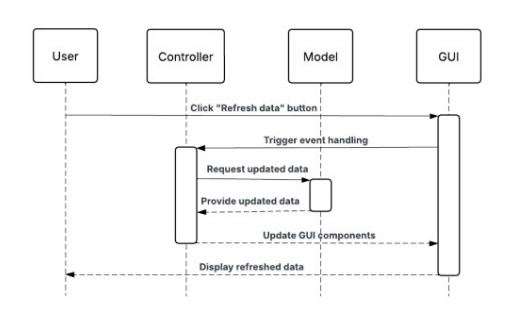 User
Controller
Model
GUI
Click "Refresh data" button
Trigger event handling
Request updated data
Provide updated data
Update GUI components
Display refreshed data